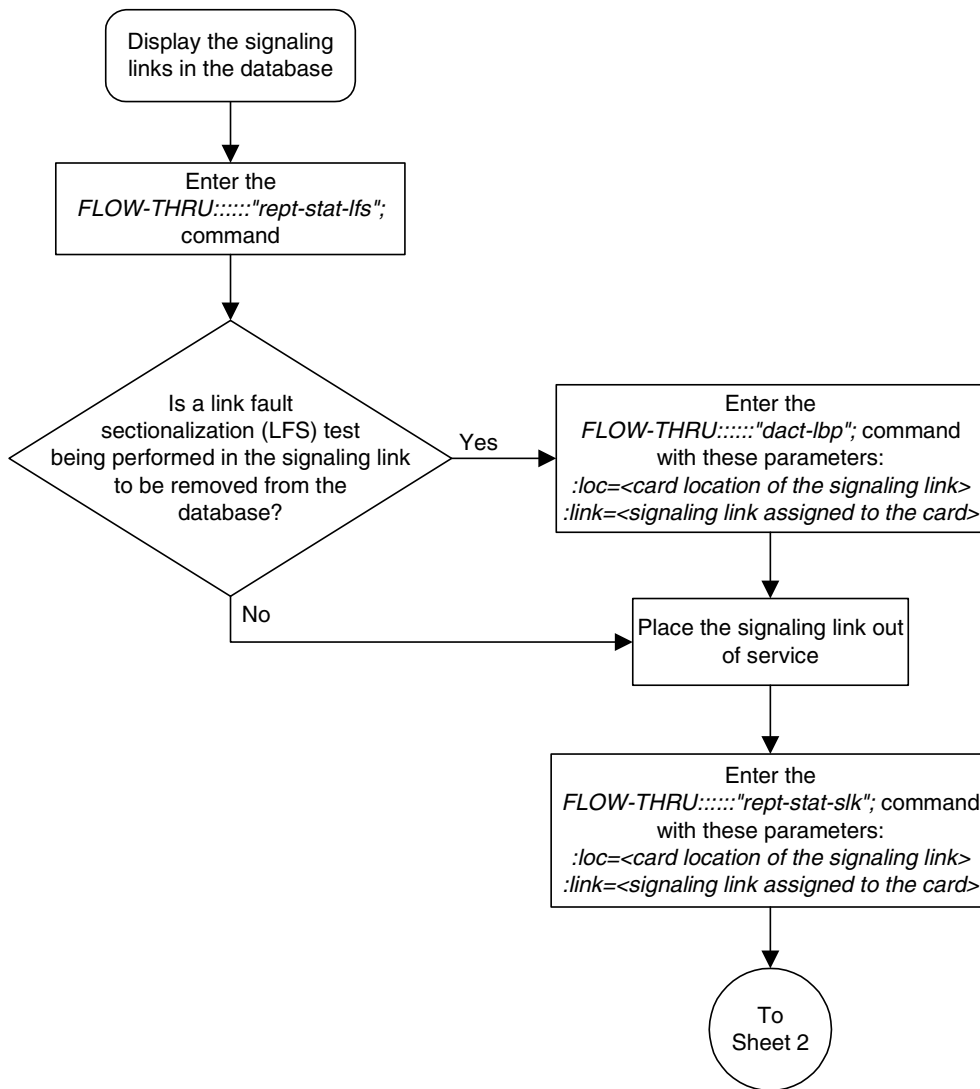 Display the signaling
links in the database
Enter the
FLOW-THRU::::::"rept-stat-lfs";
command
Is a link fault
sectionalization (LFS) test
being performed in the signaling link
to be removed from the
database?
Yes
Enter the
FLOW-THRU::::::"dact-lbp"; command
with these parameters:
:loc=<card location of the signaling link>
:link=<signaling link assigned to the card>
No
Place the signaling link out
of service
Enter the
FLOW-THRU::::::"rept-stat-slk"; command
with these parameters:
:loc=<card location of the signaling link>
:link=<signaling link assigned to the card>
To
Sheet 2